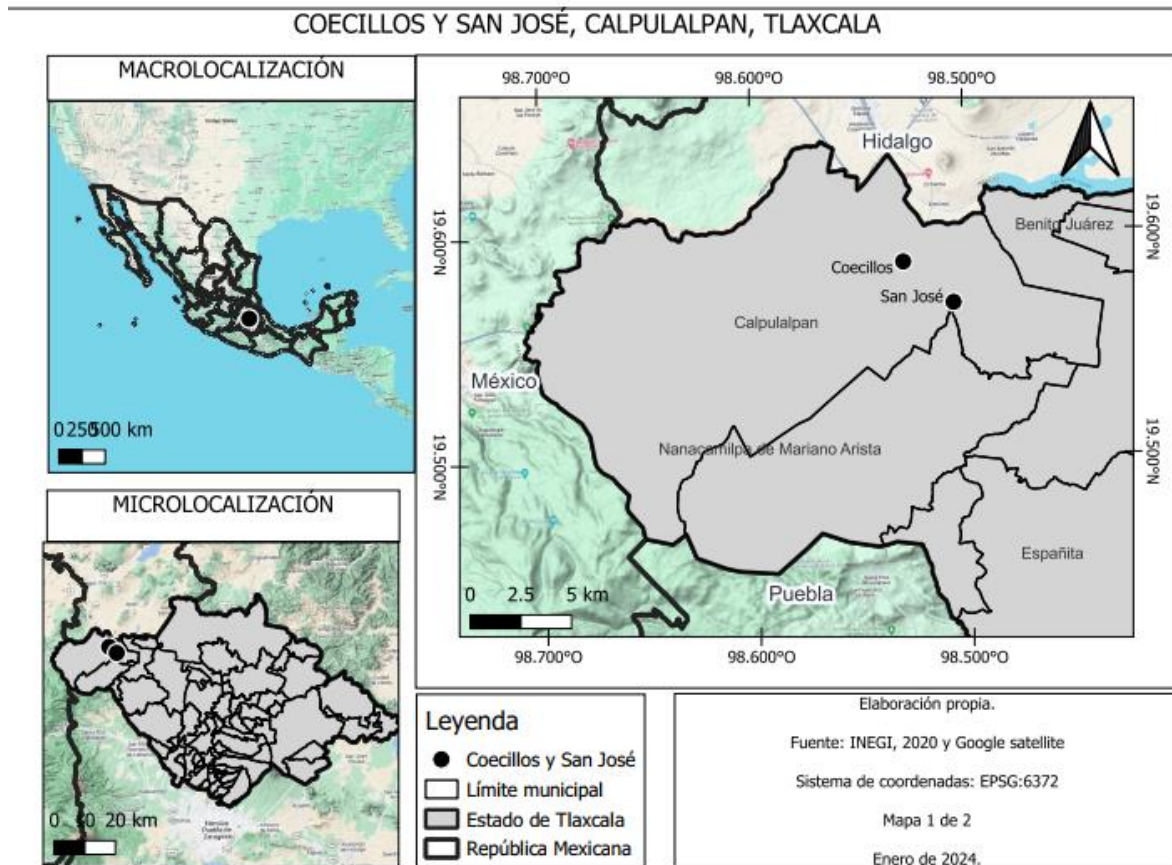 COECILLOS Y SAN JOSÉ, CALPULALPAN, TLAXCALA
MACROLOCALIZACIÓN
0 250 500 km
MICROLOCALIZACIÓN
20 km
98.700°O
98.600°O
98.500°O
Hidalgo
19.600°N
19.600°N
Benito Juárez
Coecillos
San José
Calpulalpan
México
Nanacamilpa de Mariano Arista
19.500°N
19.500°N
Españita
Puebla
0 2.5 5 km
98.700°O
98.600°O
98.500°O
Leyenda
Coecillos y San José
Límite municipal
Estado de Tlaxcala
República Mexicana
Elaboración propia.
Fuente: INEGI, 2020 y Google satellite
Sistema de coordenadas: EPSG:6372
Mapa 1 de 2
Enero de 2024.